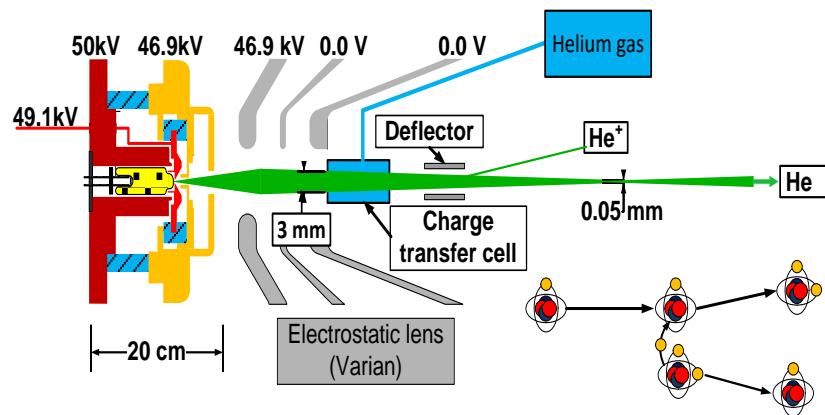 50kV 46.9kV 46.9 kV 0.0 V 0.0 V
Helium gas
49.1kV
Deflector
He+
He
3 mm
Charge
transfer cell
0.05 mm
Electrostatic lens
(Varian)
20 cm